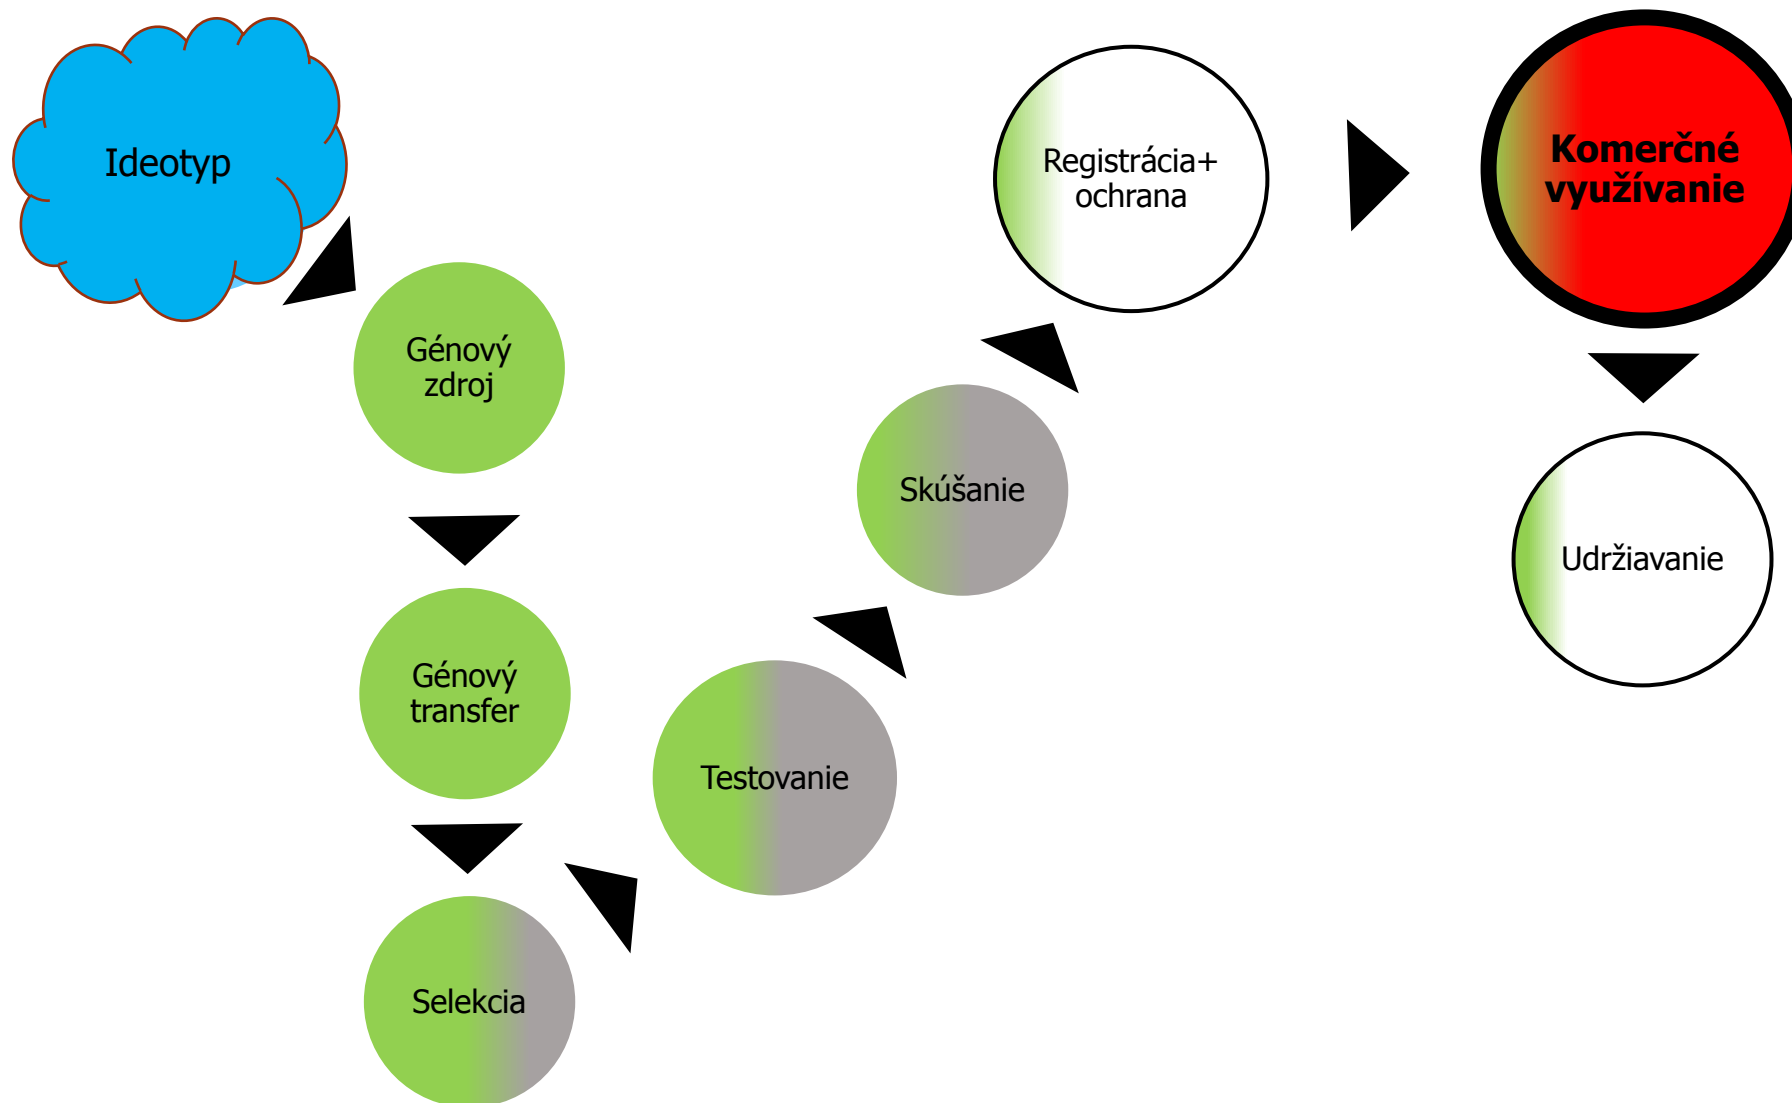 Ideotyp
Génový
zdroj
Génový
transfer
Selekcia
Testovanie
Skúšanie
Registrácia+
ochrana
Komerčné
využívanie
Udržiavanie